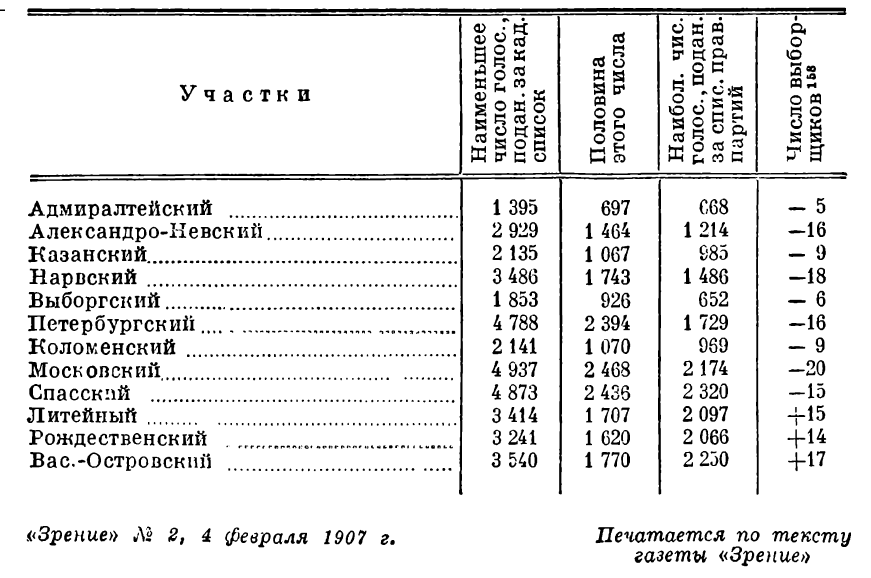 Участки
Наименьшее число голос., подан. за кад. список
Половина этого числа
Наибол. чис. голос., подан. за спис. прав. партий
Число выборщиков 158
Адмиралтейский 1 395 697 668 — 5
Александро-Невский 2 929 1 464 1 214 —16
Казанский 2 135 1 067 985 — 9
Нарвский 3 486 1 743 1 486 —18
Выборгский 1 853 926 652 — 6
Петербургский 4 788 2 394 1 729 —16
Коломенский 2 141 1 070 969 — 9
Московский 4 937 2 468 2 174 —20
Спасский 4 873 2 436 2 320 —15
Литейный 3 414 1 707 2 097 +15
Рождественский 3 241 1 620 2 066 +14
Вас.-Островский 3 540 1 770 2 250 +17
«Зрение» № 2, 4 февраля 1907 г.
Печатается по тексту
газеты «Зрение»